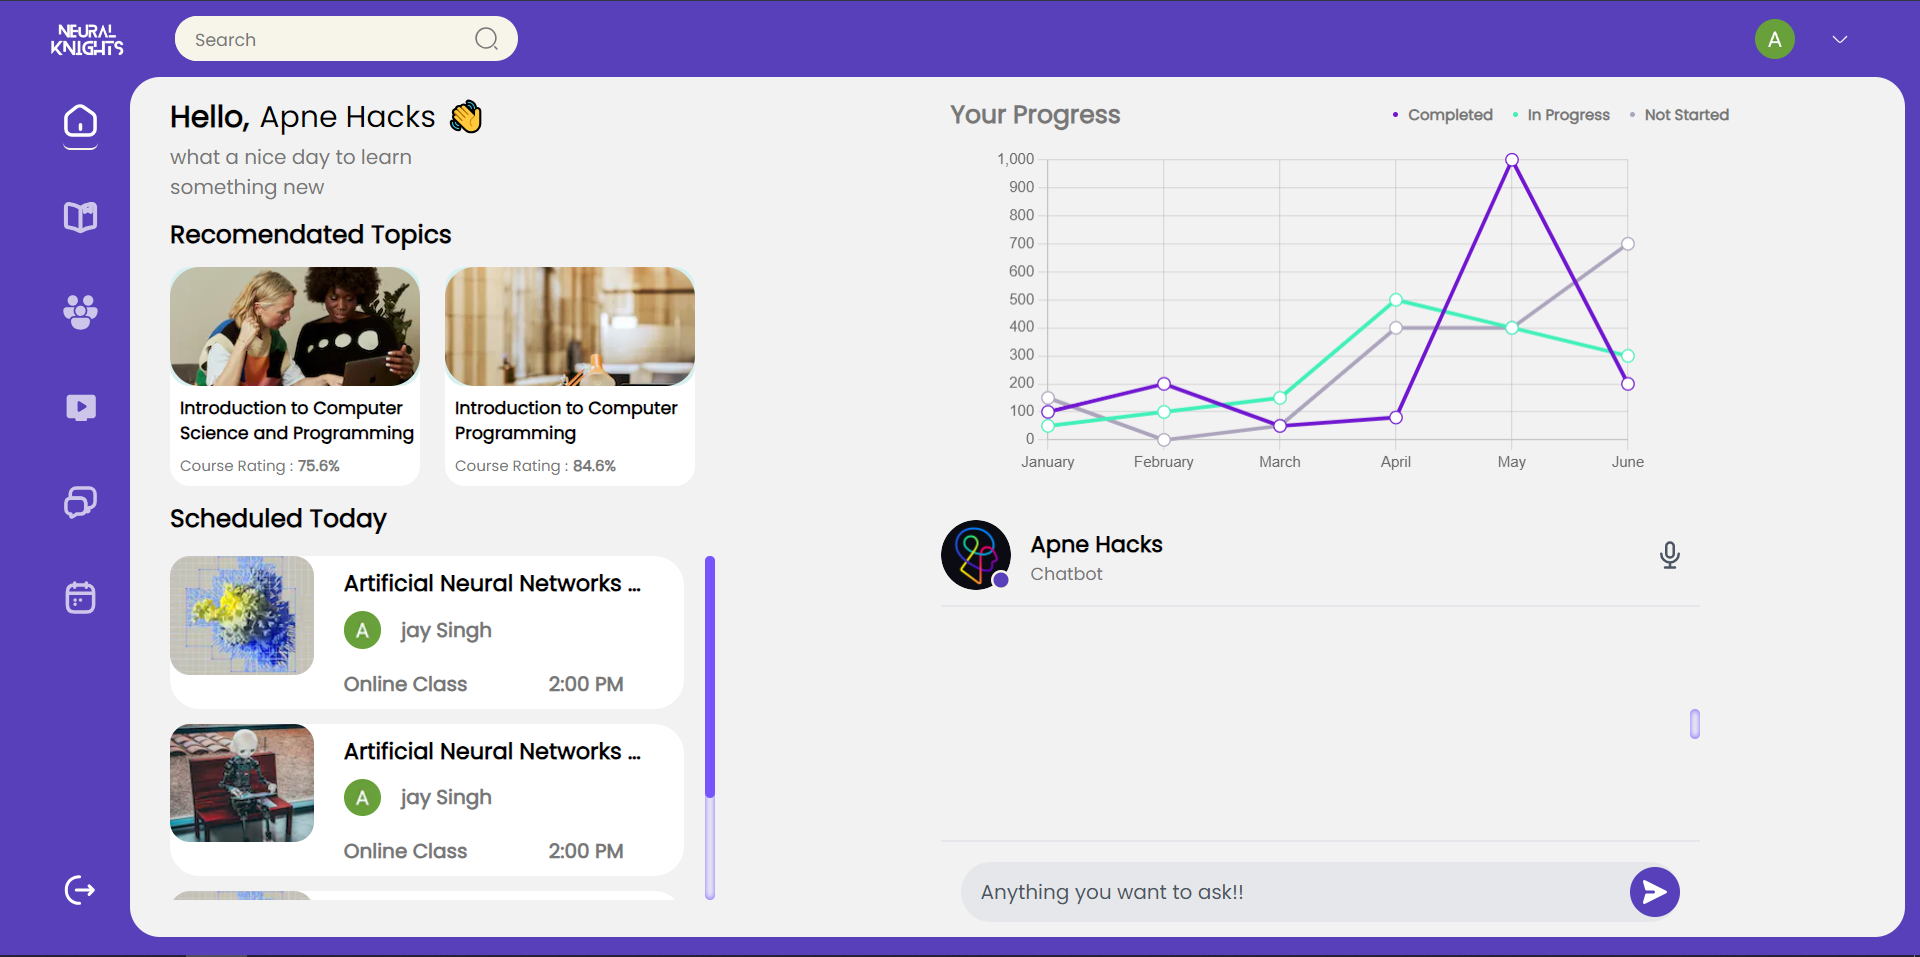 NEURAL
KNIGHTS
Search
A
Hello, Apne Hacks
what a nice day to learn
something new
Recomendated Topics
Introduction to Computer
Science and Programming
Course Rating : 75.6%
Introduction to Computer
Programming
Course Rating : 84.6%
Scheduled Today
Artificial Neural Networks ...
A
jay Singh
Online Class 2:00 PM
Artificial Neural Networks ...
A
jay Singh
Online Class 2:00 PM
Your Progress
Completed In Progress Not Started
1,000
900
800
700
600
500
400
300
200
100
0
January February March April May June
Apne Hacks
Chatbot
Anything you want to ask!!